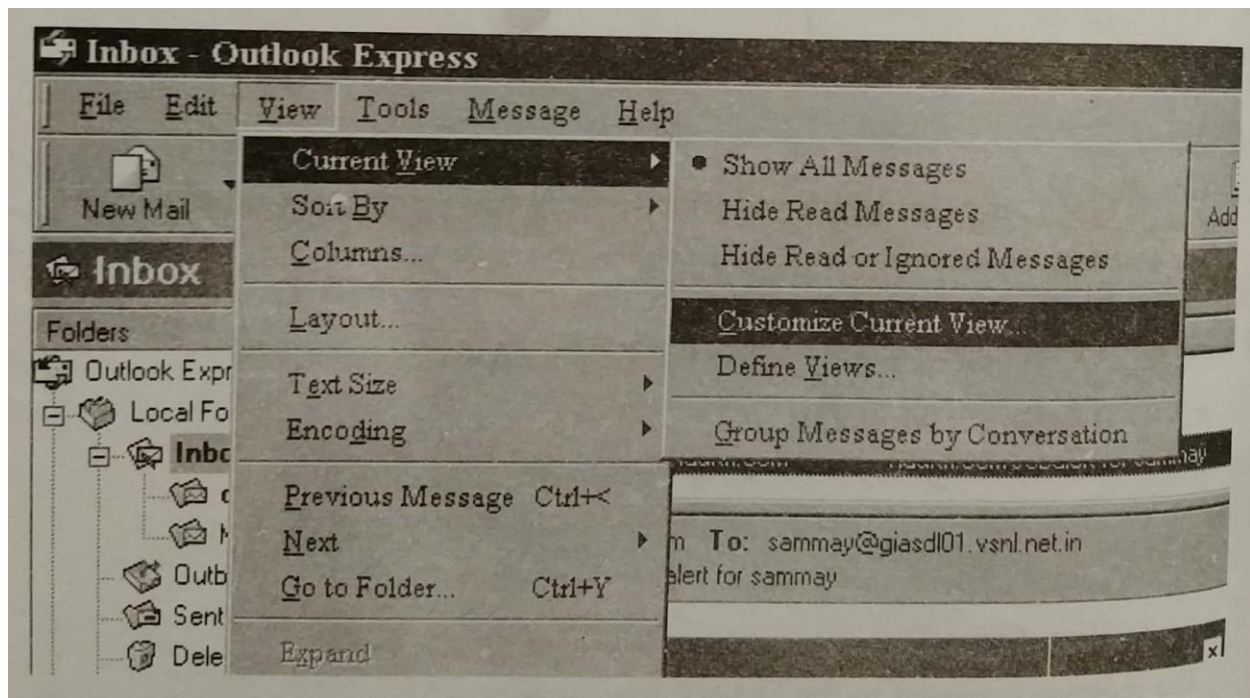 Inbox - Outlook Express
File Edit View Tools Message Help
New Mail
Add
Inbox
Folders
Outlook Expr
Local Fo
Inbo
Outb
Sent
Dele
Current View
Sort By
Columns...
Layout...
Text Size
Encoding
Previous Message Ctrl+<
Next
Go to Folder... Ctrl+Y
Expand
Show All Messages
Hide Read Messages
Hide Read or Ignored Messages
Customize Current View...
Define Views...
Group Messages by Conversation
m To: sammay@giasdl01.vsnl.net.in
alert for sammay